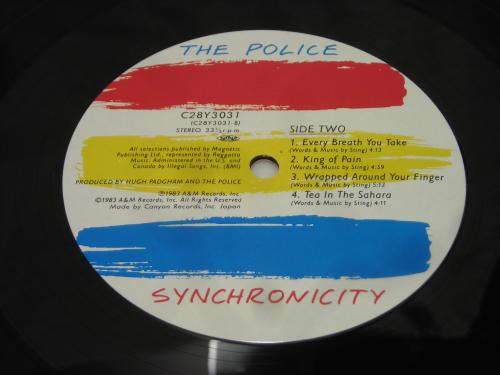 THE POLICE
C28Y3031
(C28Y3031-B)
STEREO 33⅓r.p.m.
All selections published by Magnetic
Publishing Ltd., represented by Reggatta
Music. Administered in the U.S. and
Canada by Illegal Songs, Inc. (BMI)
PRODUCED BY HUGH PADGHAM AND THE POLICE
Ⓟ1983 A&M Records, Inc.
©1983 A&M Records, Inc. All Rights Reserved
Made by Canyon Records, Inc. Japan
SIDE TWO
1. Every Breath You Take
(Words & Music by Sting) 4:13
2. King of Pain
(Words & Music by Sting) 4:59
3. Wrapped Around Your Finger
(Words & Music by Sting) 5:12
4. Tea In The Sahara
(Words & Music by Sting) 4:11
SYNCHRONICITY